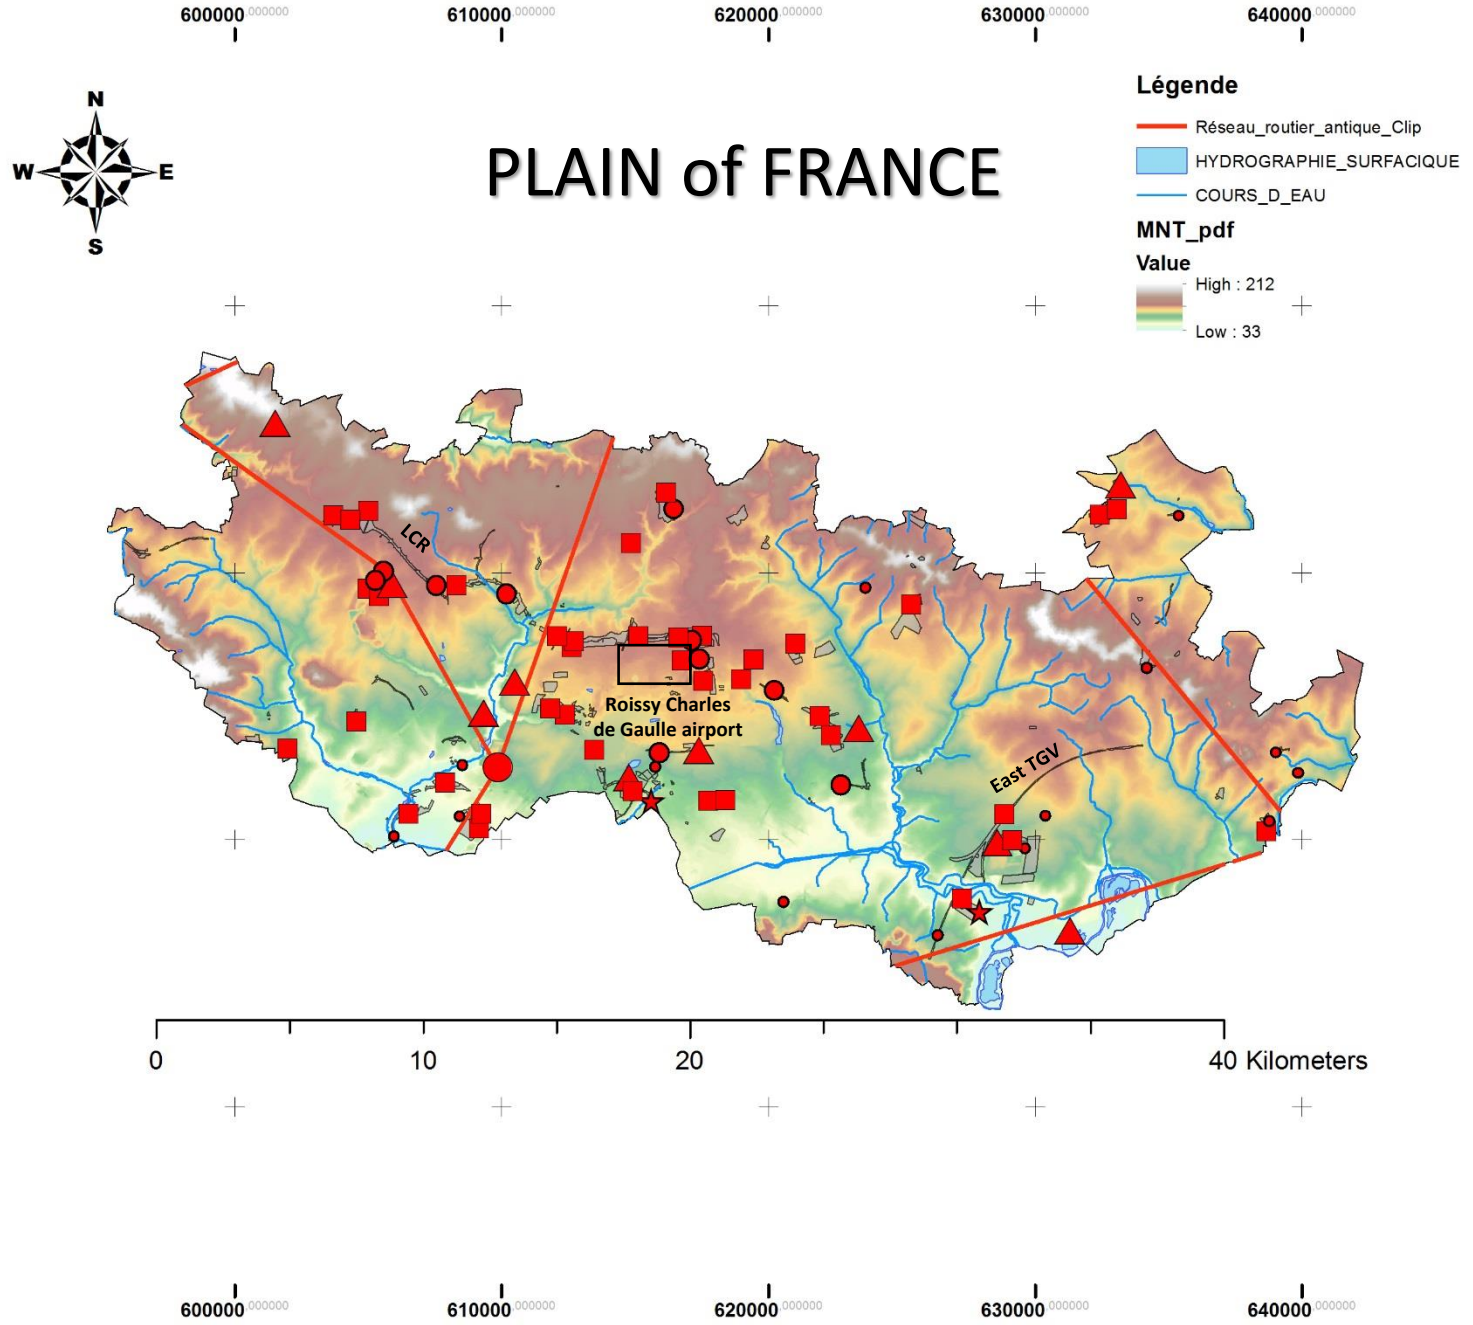 600000.000000 610000.000000 620000.000000 630000.000000 640000.000000
N
W E
S
PLAIN of FRANCE
Légende
Réseau_routier_antique_Clip
HYDROGRAPHIE_SURFACIQUE
COURS_D_EAU
MNT_pdf
Value
High : 212
Low : 33
LCR
Roissy Charles
de Gaulle airport
East TGV
0 10 20 40 Kilometers
600000.000000 610000.000000 620000.000000 630000.000000 640000.000000